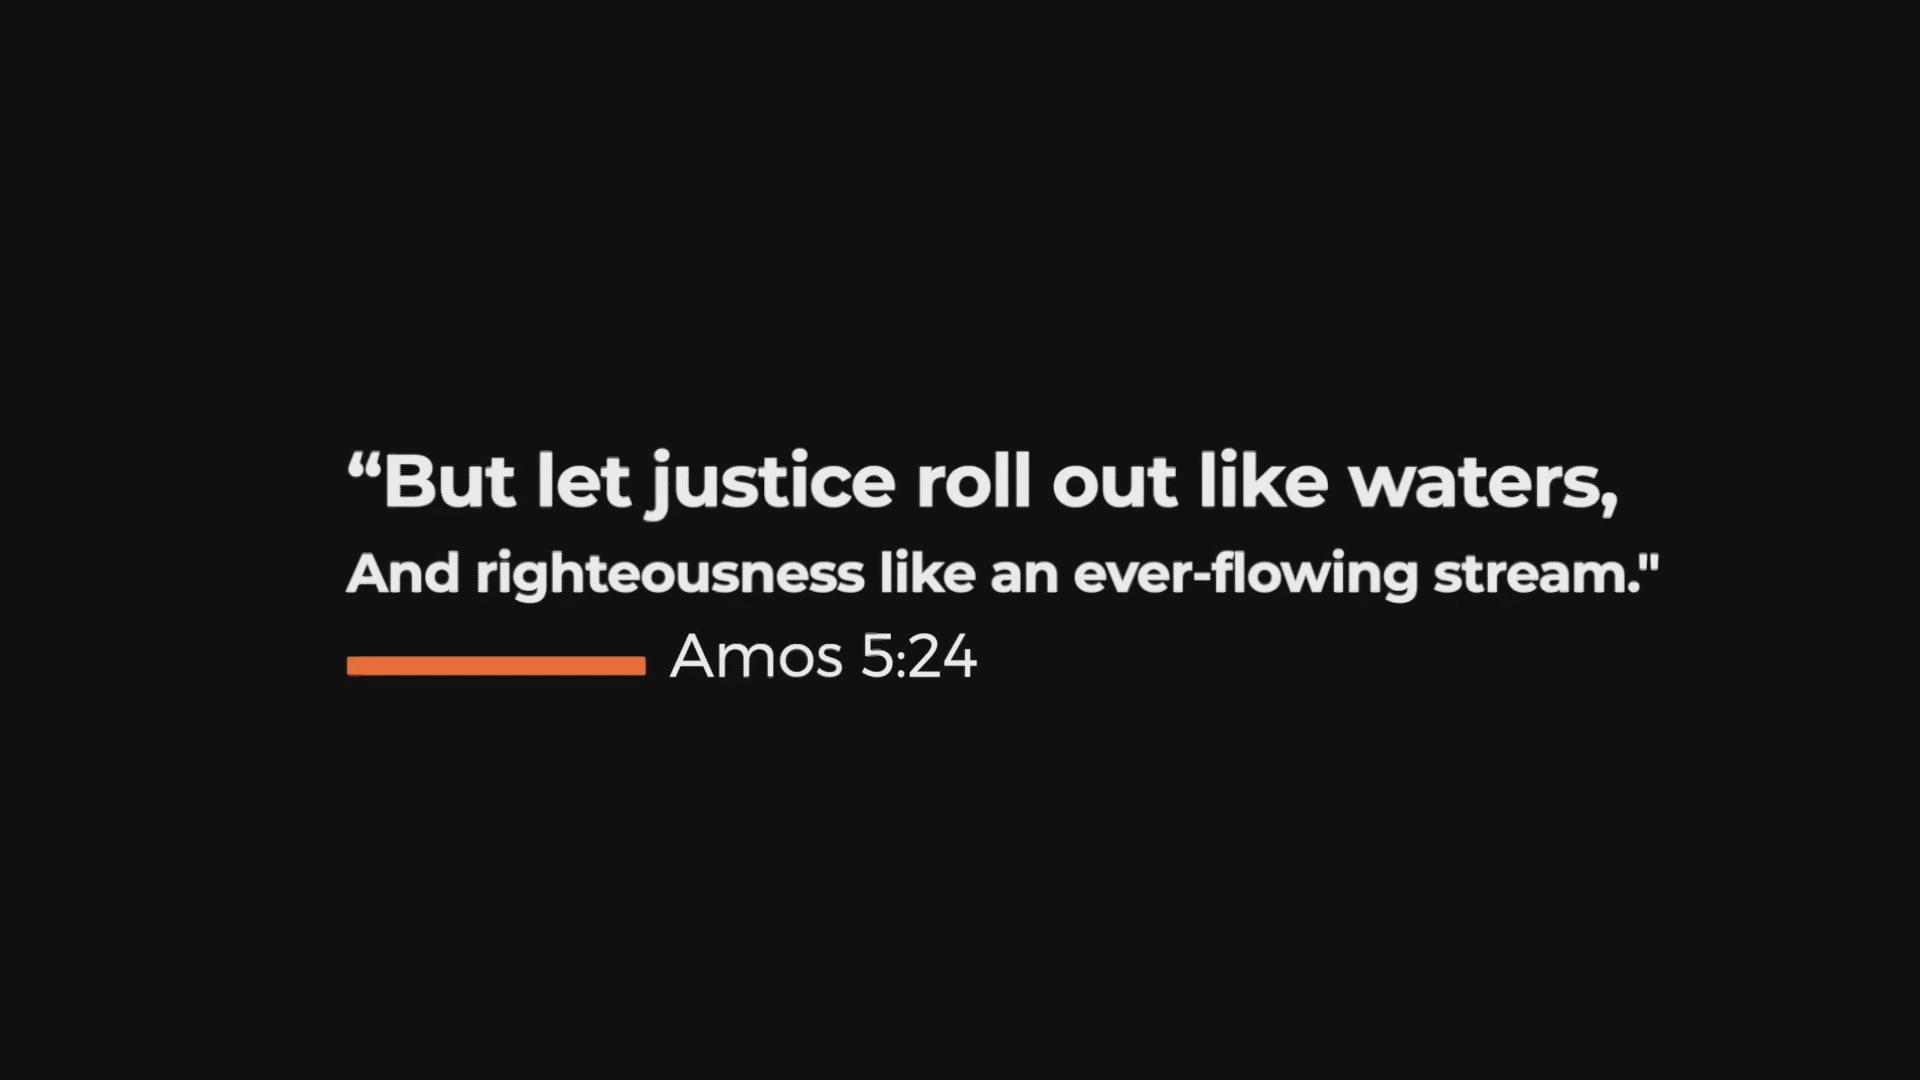 “But let justice roll out like waters,
And righteousness like an ever-flowing stream."
Amos 5:24